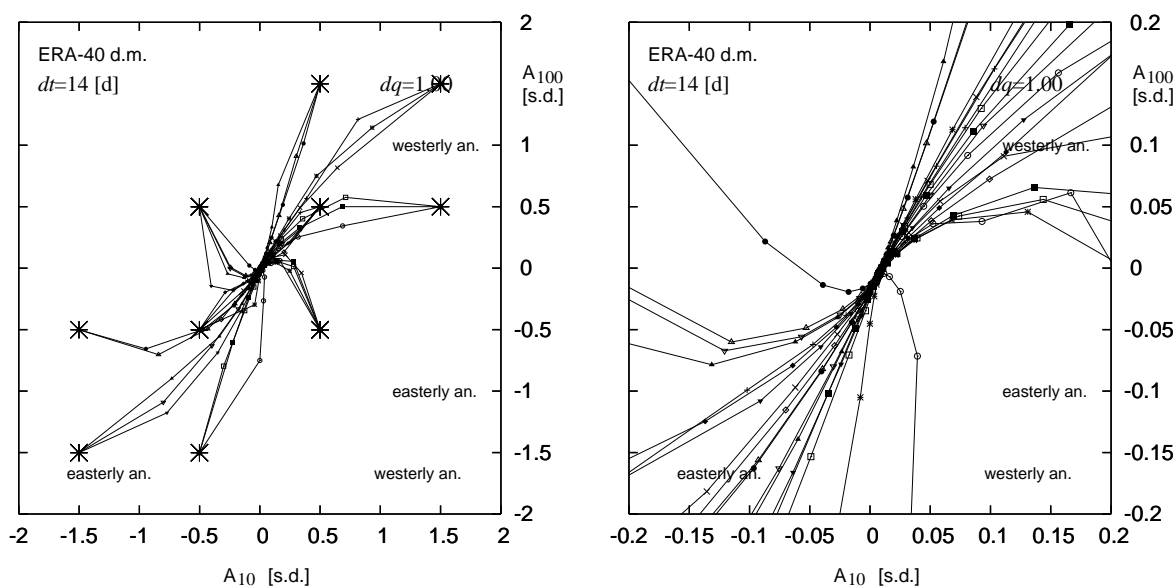 ERA-40 d.m.
dt=14 [d]
dq=1.00
A10 [s.d.]
A100 [s.d.]
westerly an.
easterly an.
easterly an.
westerly an.
-2 -1.5 -1 -0.5 0 0.5 1 1.5 2
2
1.5
1
0.5
0
-0.5
-1
-1.5
-2
ERA-40 d.m.
dt=14 [d]
dq=1.00
A10 [s.d.]
A100 [s.d.]
westerly an.
easterly an.
easterly an.
westerly an.
-0.2 -0.15 -0.1 -0.05 0 0.05 0.1 0.15 0.2
0.2
0.15
0.1
0.05
0
-0.05
-0.1
-0.15
-0.2